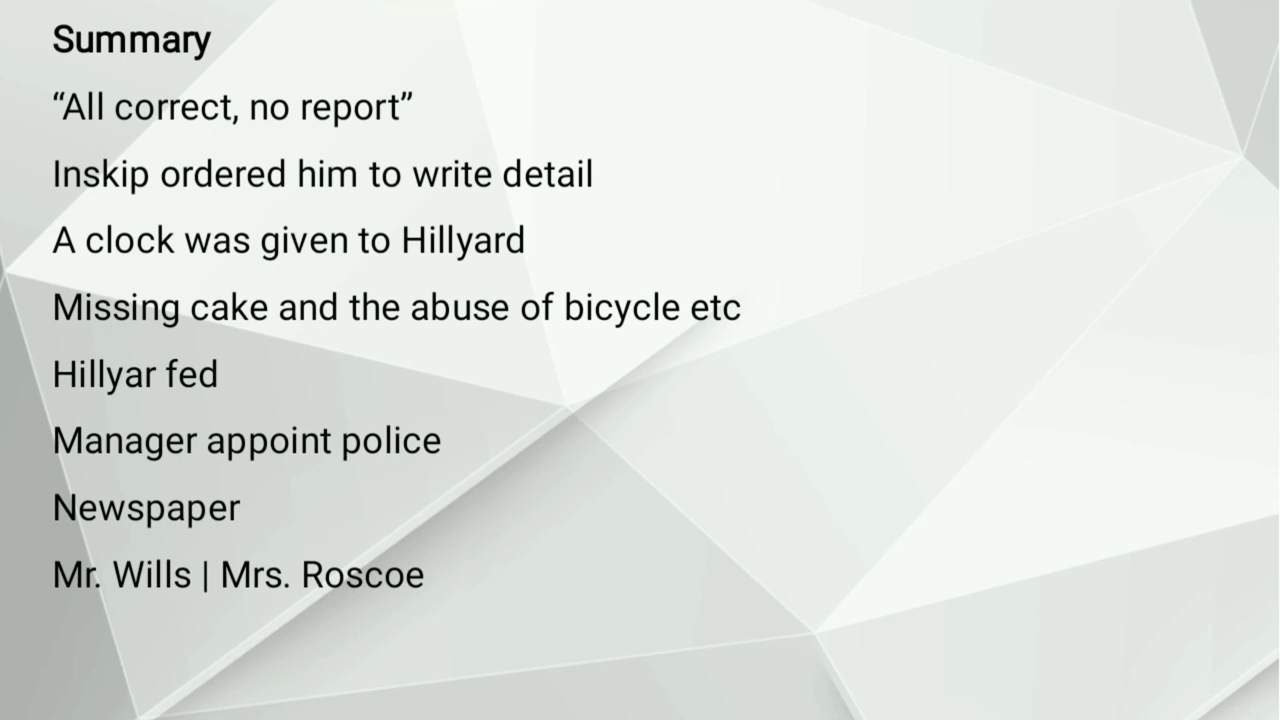 Summary
“All correct, no report”
Inskip ordered him to write detail
A clock was given to Hillyard
Missing cake and the abuse of bicycle etc
Hillyar fed
Manager appoint police
Newspaper
Mr. Wills | Mrs. Roscoe